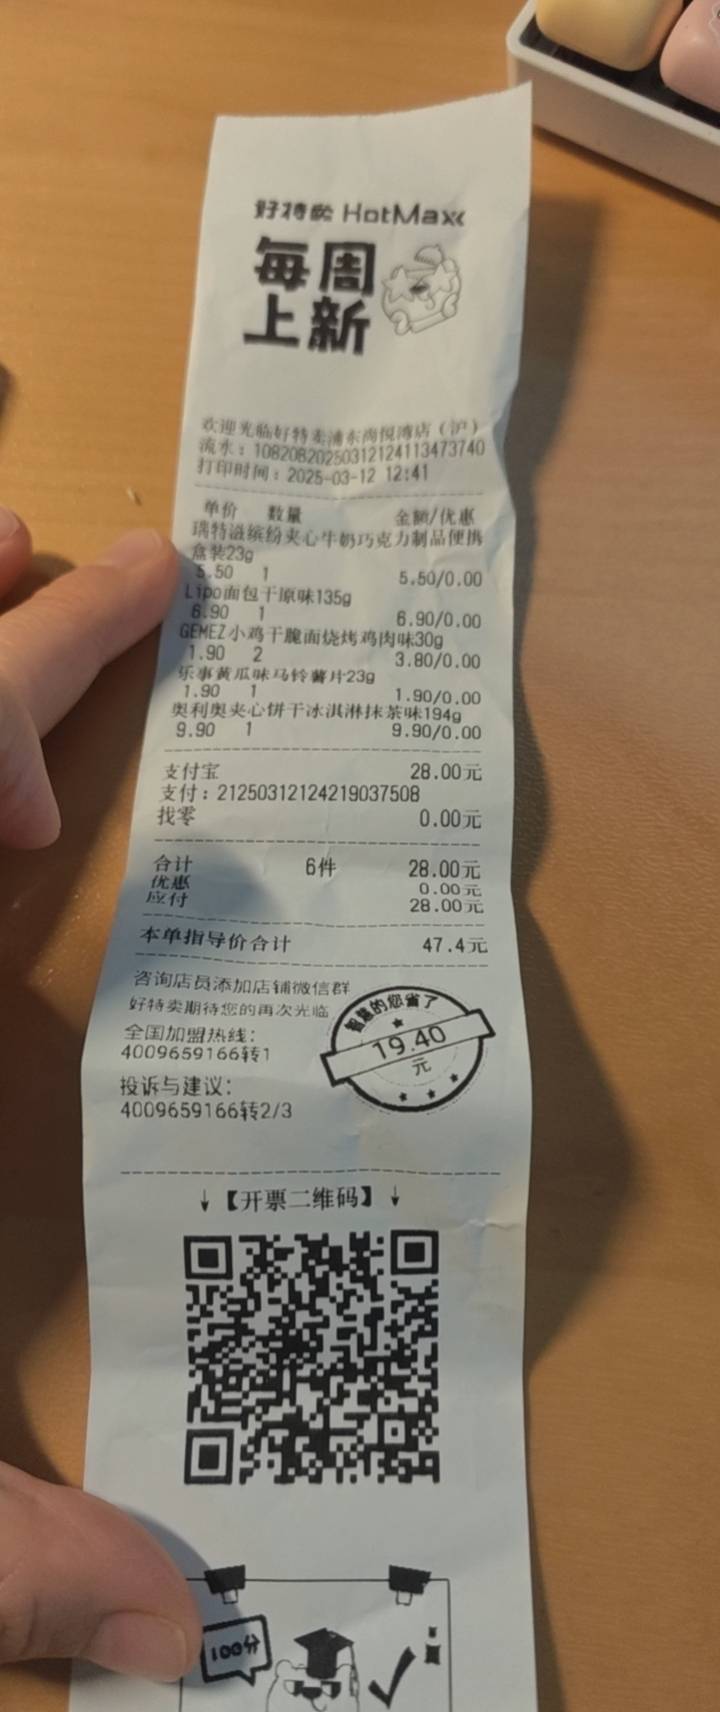 好特卖 HotMaxx
每周
上新
欢迎光临好特卖浦东尚悦湾店（沪）
流水：108208202503121241134737​40
打印时间：2025-03-12 12:41
单价 数量 金额/优惠
瑞特滋缤纷夹心牛奶巧克力制品便携
盒装23g
5.50 1 5.50/0.00
Lipo面包干原味135g
6.90 1 6.90/0.00
GEMEZ小鸡干脆面烧烤鸡肉味30g
1.90 2 3.80/0.00
乐事黄瓜味马铃薯片23g
1.90 1 1.90/0.00
奥利奥夹心饼干冰淇淋抹茶味194g
9.90 1 9.90/0.00
支付宝 28.00元
支付：21250312124219037508
找零 0.00元
合计 6件 28.00元
优惠 0.00元
应付 28.00元
本单指导价合计 47.4元
咨询店员添加店铺微信群
好特卖期待您的再次光临
全国加盟热线：
4009659166转1
投诉与建议：
4009659166转2/3
智慧的您省了
19.40
元
↓【开票二维码】↓
100分